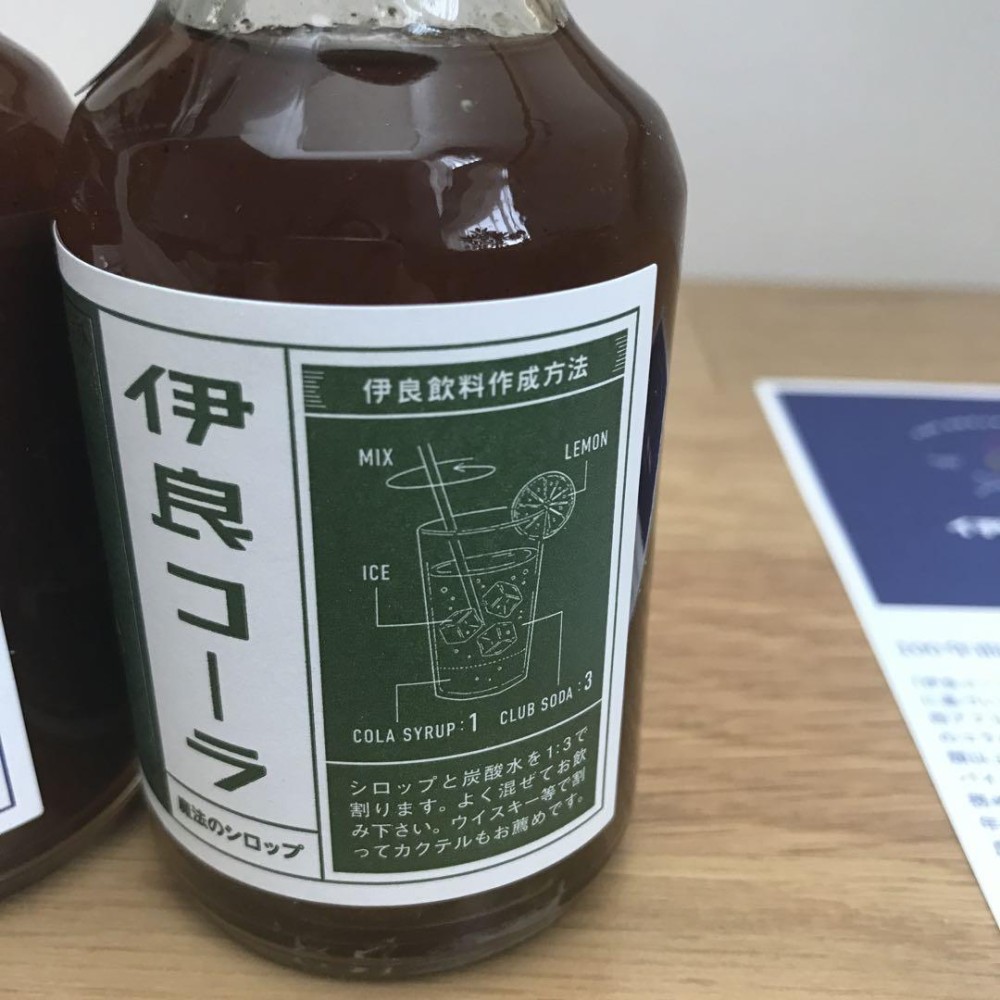 伊良コーラ
魔法のシロップ
伊良飲料作成方法
MIX
LEMON
ICE
COLA SYRUP:1
CLUB SODA:3
シロップと炭酸水を1:3で
割ります。よく混ぜてお飲
み下さい。ウイスキー等で割
ってカクテルもお薦めです。